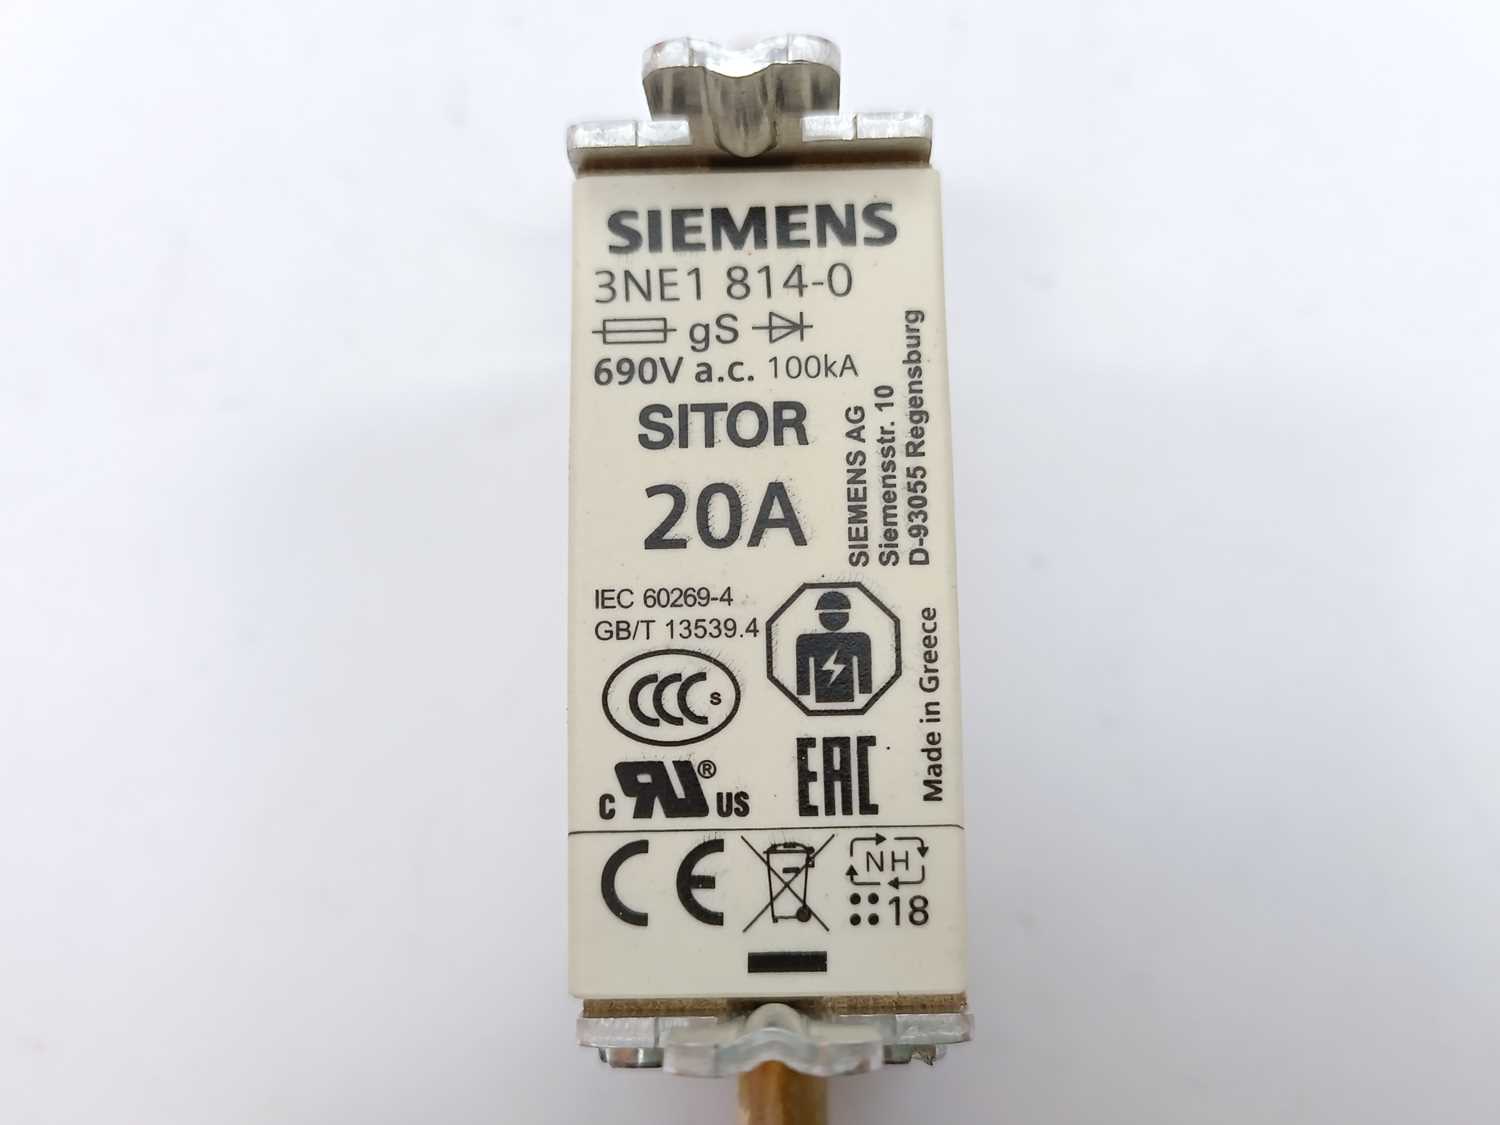 SIEMENS
3NE1 814-0
gS
690V a.c. 100kA
SITOR
20A
SIEMENS AG
Siemensstr. 10
D-93055 Regensburg
IEC 60269-4
GB/T 13539.4
CCC S
Made in Greece
c RU ® US
EAC
CE
NH
18